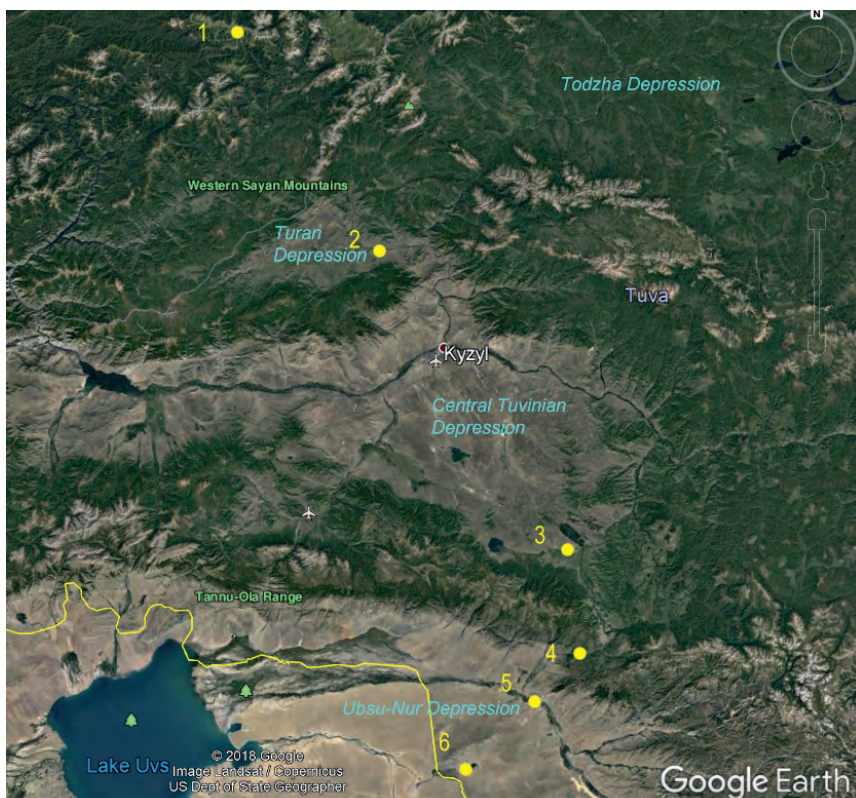 N
1
Todzha Depression
Western Sayan Mountains
2
Turan
Depression
Tuva
Kyzyl
Central Tuvinian
Depression
3
Tannu-Ola Range
4
5
Ubsu-Nur Depression
6
Lake Uvs
© 2018 Google
Image Landsat / Copernicus
US Dept of State Geographer
Google Earth